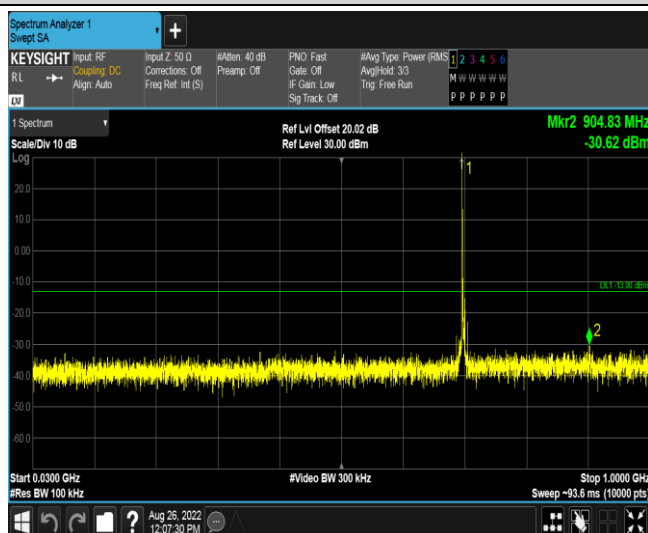 Spectrum Analyzer 1
Swept SA
+
KEYSIGHT
RL
LXI
Input: RF
Coupling: DC
Align: Auto
Input Z: 50 Ω
Corrections: Off
Freq Ref: Int (S)
#Atten: 40 dB
Preamp: Off
PNO: Fast
Gate: Off
IF Gain: Low
Sig Track: Off
#Avg Type: Power (RMS
Avg|Hold: 3/3
Trig: Free Run
1 2 3 4 5 6
M W W W W W
P P P P P P
1 Spectrum
Scale/Div 10 dB
Log
Ref Lvl Offset 20.02 dB
Ref Level 30.00 dBm
Mkr2 904.83 MHz
-30.62 dBm
1
20.0
10.0
0.00
-10.0
DL1 -13.00 dBm
-20.0
2
-30.0
-40.0
-50.0
-60.0
Start 0.0300 GHz
#Res BW 100 kHz
#Video BW 300 kHz
Stop 1.0000 GHz
Sweep ~93.6 ms (10000 pts)
?
Aug 26, 2022
12:07:30 PM